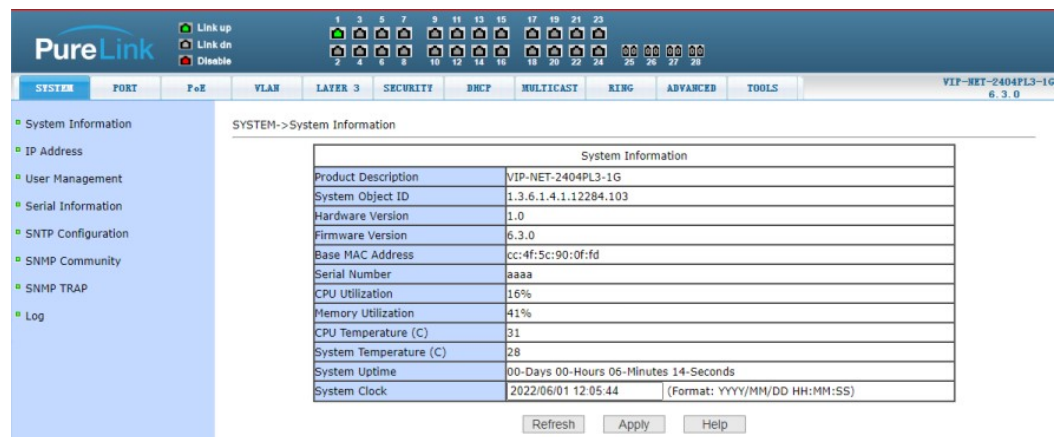 PureLink
Link up
Link dn
Disable
1 3 5 7 9 11 13 15 17 19 21 23
2 4 6 8 10 12 14 16 18 20 22 24 25 26 27 28
SYSTEM PORT PoE VLAN LAYER 3 SECURITY DHCP MULTICAST RING ADVANCED TOOLS
VIP-NET-2404PL3-1G
6.3.0
System Information
IP Address
User Management
Serial Information
SNTP Configuration
SNMP Community
SNMP TRAP
Log
SYSTEM->System Information
System Information
Product Description VIP-NET-2404PL3-1G
System Object ID 1.3.6.1.4.1.12284.103
Hardware Version 1.0
Firmware Version 6.3.0
Base MAC Address cc:4f:5c:90:0f:fd
Serial Number aaaa
CPU Utilization 16%
Memory Utilization 41%
CPU Temperature (C) 31
System Temperature (C) 28
System Uptime 00-Days 00-Hours 06-Minutes 14-Seconds
System Clock 2022/06/01 12:05:44 (Format: YYYY/MM/DD HH:MM:SS)
Refresh Apply Help